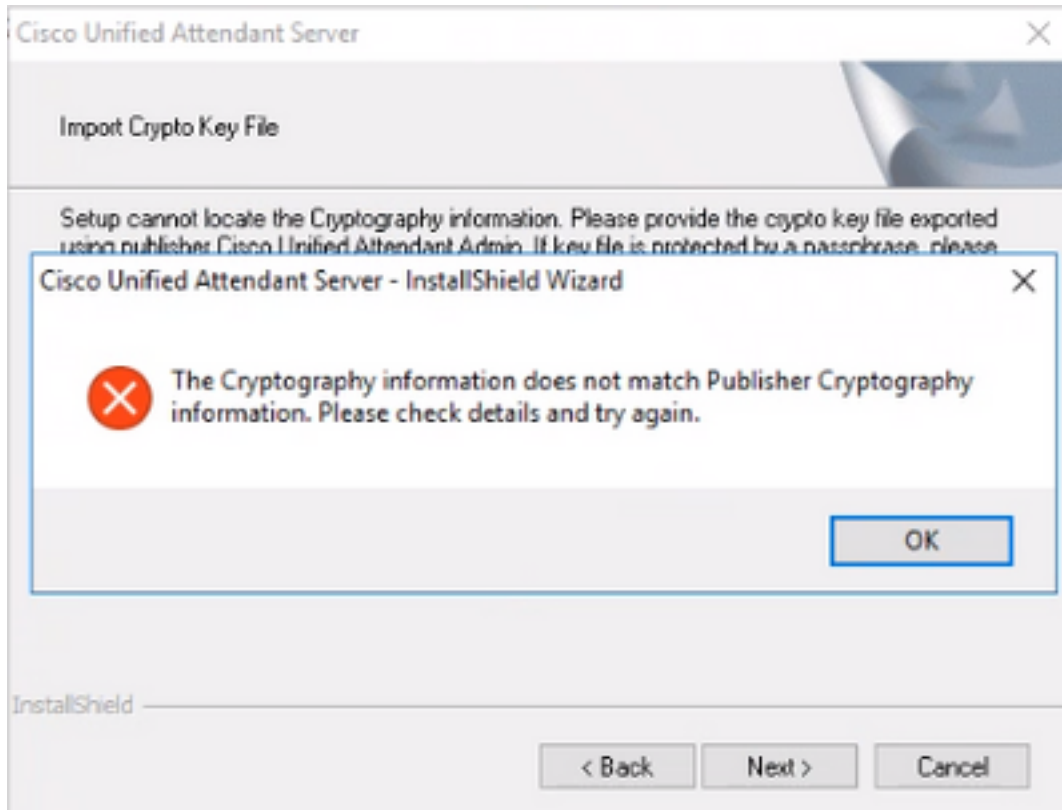 Cisco Unified Attendant Server
Import Crypto Key File
Setup cannot locate the Cryptography information. Please provide the crypto key file exported
using publisher Cisco Unified Attendant Admin. If key file is protected by a passphrase, please
Cisco Unified Attendant Server - InstallShield Wizard
The Cryptography information does not match Publisher Cryptography
information. Please check details and try again.
OK
InstallShield
< Back
Next >
Cancel